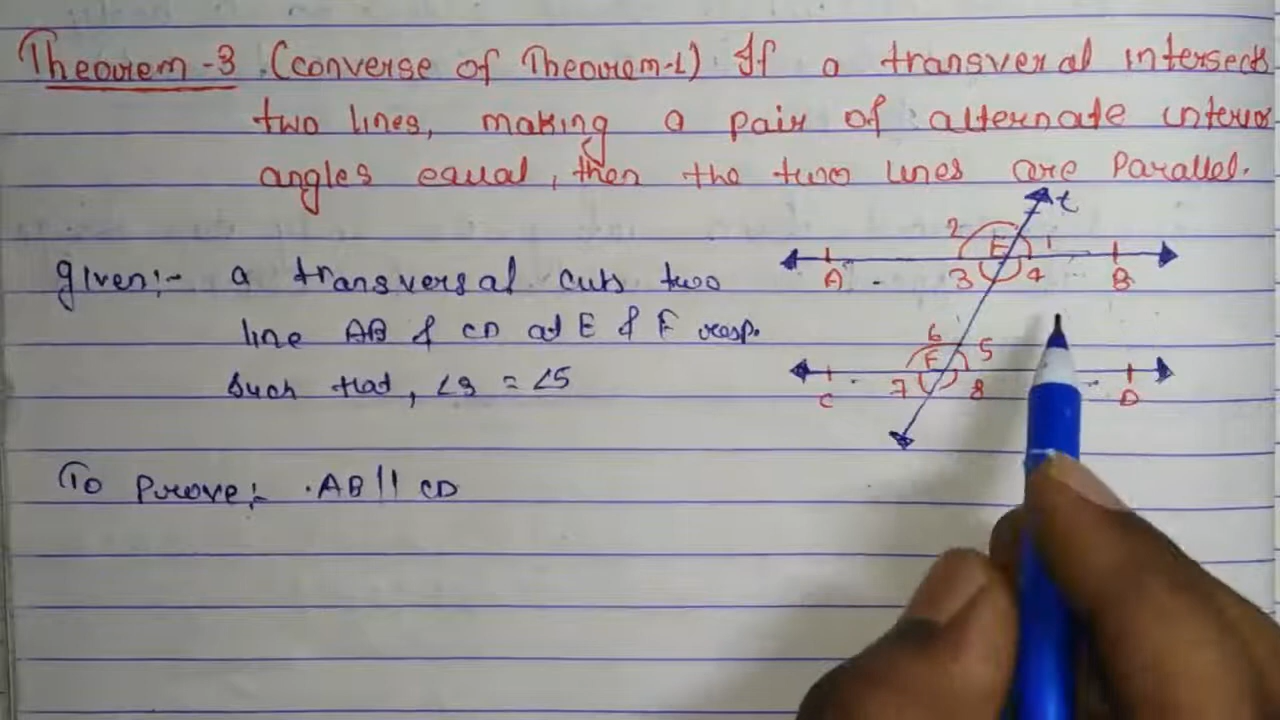 Theorem-3 (converse of Theorem-1) If a transversal intersects
two lines, making a pair of alternate interior
angles equal, then the two lines are Parallel.
t
2 E 1
A 3 4 B
given:- a transversal cuts two
line AB & CD at E & F resp.
6 5
F
such that, ∠3 = ∠5
C 7 8 D
To Prove:- AB || CD